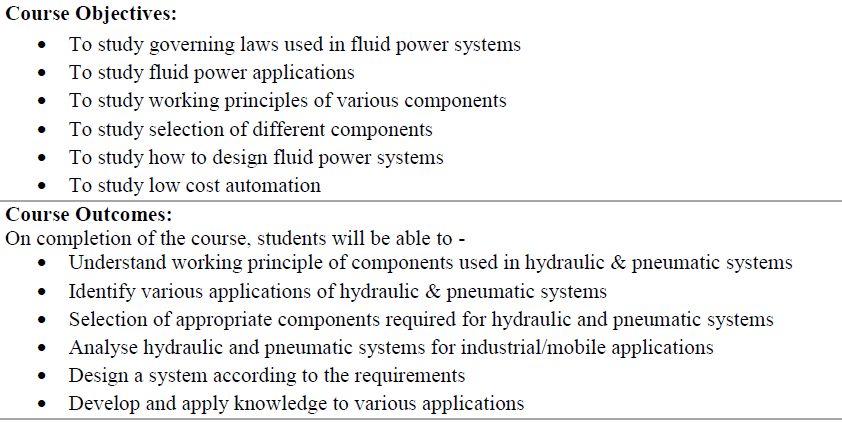 Course Objectives:
• To study governing laws used in fluid power systems
• To study fluid power applications
• To study working principles of various components
• To study selection of different components
• To study how to design fluid power systems
• To study low cost automation
Course Outcomes:
On completion of the course, students will be able to -
• Understand working principle of components used in hydraulic & pneumatic systems
• Identify various applications of hydraulic & pneumatic systems
• Selection of appropriate components required for hydraulic and pneumatic systems
• Analyse hydraulic and pneumatic systems for industrial/mobile applications
• Design a system according to the requirements
• Develop and apply knowledge to various applications